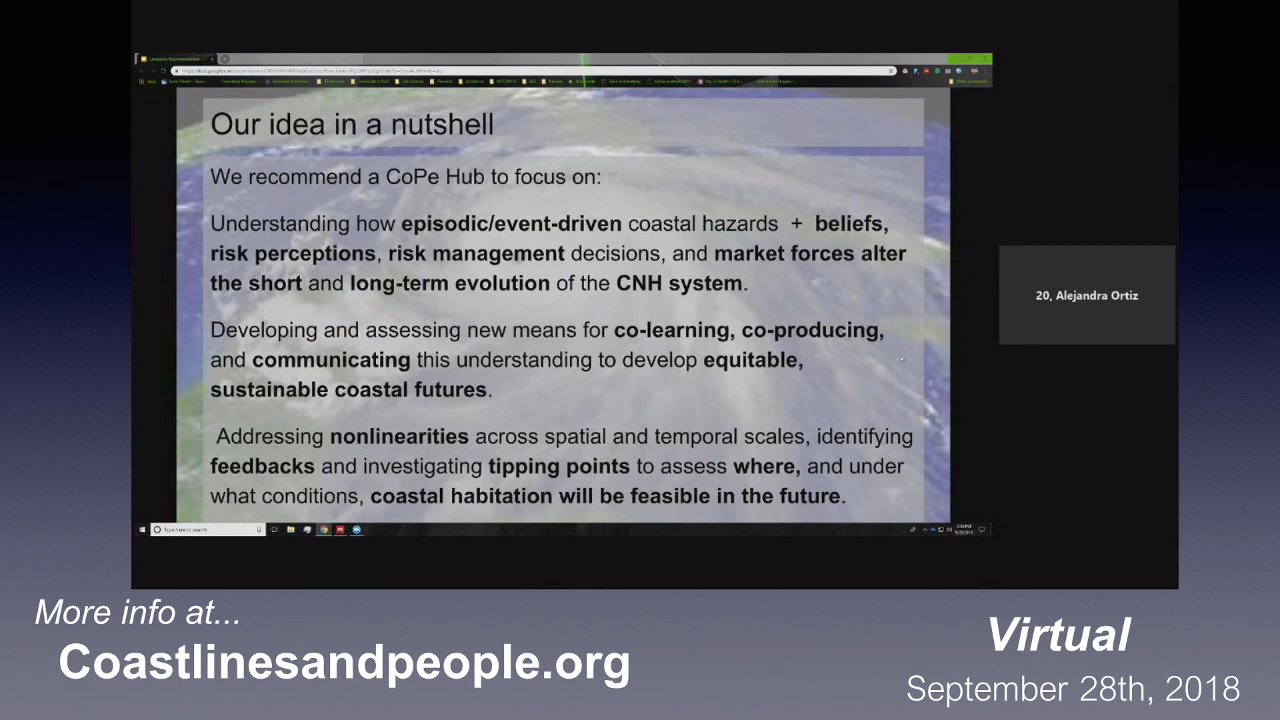 Our idea in a nutshell
We recommend a CoPe Hub to focus on:
Understanding how episodic/event-driven coastal hazards + beliefs,
risk perceptions, risk management decisions, and market forces alter
the short and long-term evolution of the CNH system.
Developing and assessing new means for co-learning, co-producing,
and communicating this understanding to develop equitable,
sustainable coastal futures.
Addressing nonlinearities across spatial and temporal scales, identifying
feedbacks and investigating tipping points to assess where, and under
what conditions, coastal habitation will be feasible in the future.
20, Alejandra Ortiz
Type here to search
More info at...
Coastlinesandpeople.org
Virtual
September 28th, 2018